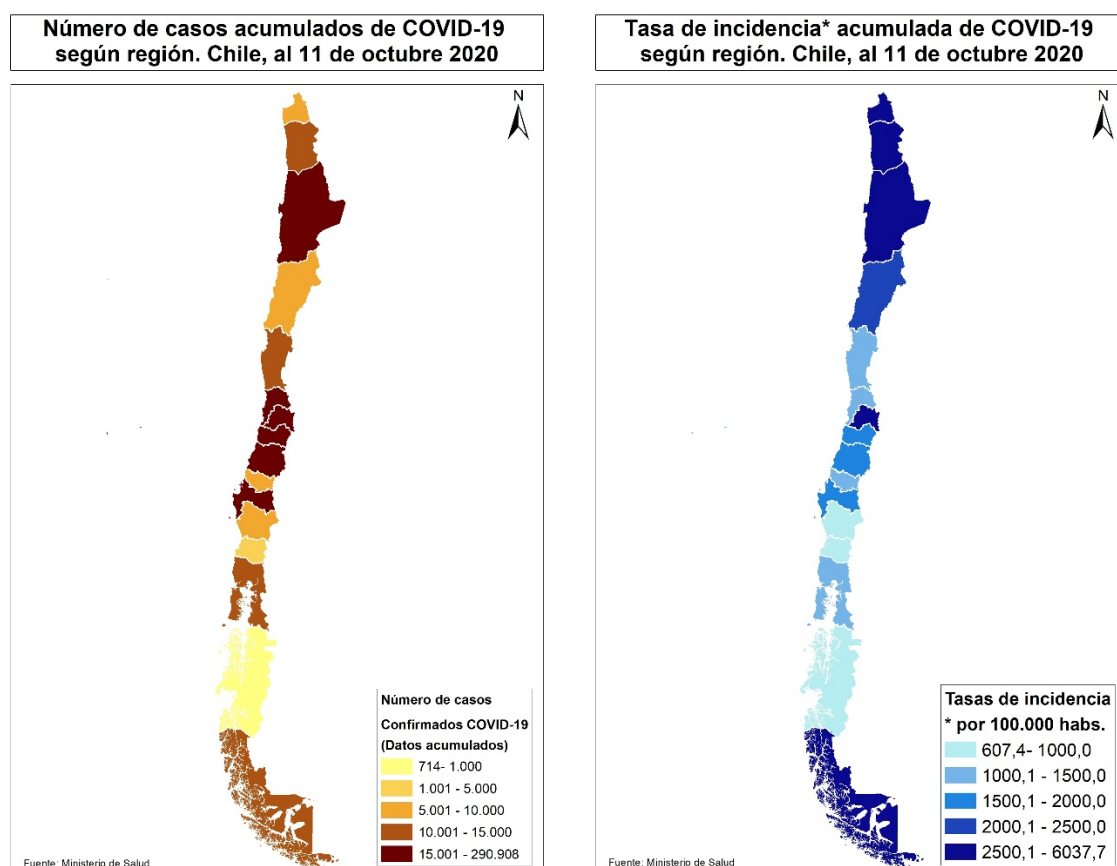 Número de casos acumulados de COVID-19
según región. Chile, al 11 de octubre 2020
N
Número de casos
Confirmados COVID-19
(Datos acumulados)
714- 1.000
1.001 - 5.000
5.001 - 10.000
10.001 - 15.000
15.001 - 290.908
Fuente: Ministerio de Salud
Tasa de incidencia* acumulada de COVID-19
según región. Chile, al 11 de octubre 2020
N
Tasas de incidencia
* por 100.000 habs.
607,4- 1000,0
1000,1 - 1500,0
1500,1 - 2000,0
2000,1 - 2500,0
2500,1 - 6037,7
Fuente: Ministerio de Salud